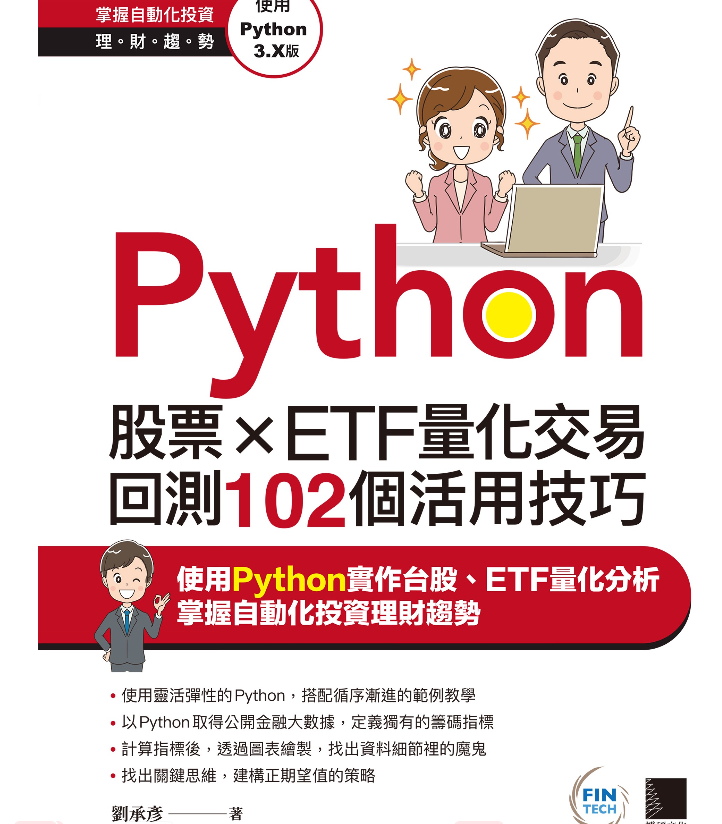 掌握自動化投資
理。財。趨。勢
使用
Python
3.X版
Python
股票×ETF量化交易
回測102個活用技巧
使用Python實作台股、ETF量化分析
掌握自動化投資理財趨勢
• 使用靈活彈性的Python，搭配循序漸進的範例教學
• 以Python取得公開金融大數據，定義獨有的籌碼指標
• 計算指標後，透過圖表繪製，找出資料細節裡的魔鬼
• 找出關鍵思維，建構正期望值的策略
劉承彥 ——— 著
FIN
TECH